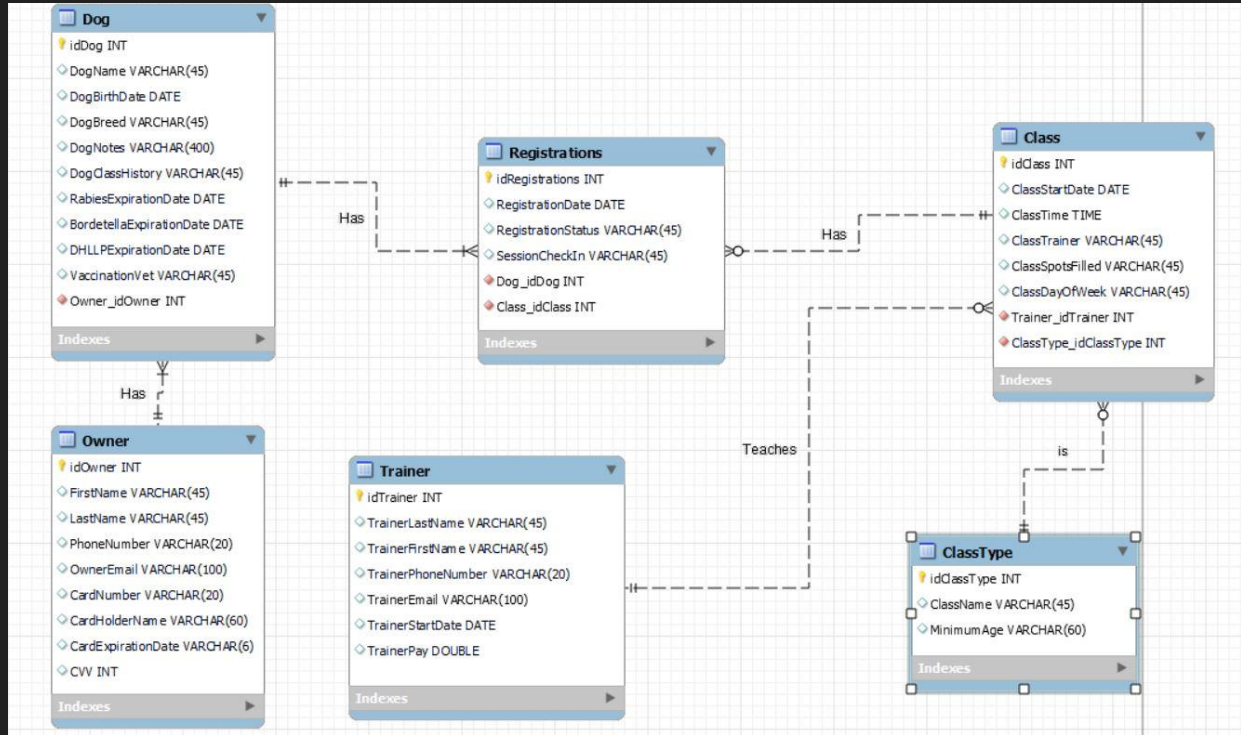 Dog
idDog INT
DogName VARCHAR(45)
DogBirthDate DATE
DogBreed VARCHAR(45)
DogNotes VARCHAR(400)
DogClassHistory VARCHAR(45)
RabiesExpirationDate DATE
BordetellaExpirationDate DATE
DHLLPExpirationDate DATE
VaccinationVet VARCHAR(45)
Owner_idOwner INT
Indexes
Has
Registrations
idRegistrations INT
RegistrationDate DATE
RegistrationStatus VARCHAR(45)
SessionCheckIn VARCHAR(45)
Dog_idDog INT
Class_idClass INT
Indexes
Has
Class
idClass INT
ClassStartDate DATE
ClassTime TIME
ClassTrainer VARCHAR(45)
ClassSpotsFilled VARCHAR(45)
ClassDayOfWeek VARCHAR(45)
Trainer_idTrainer INT
ClassType_idClassType INT
Indexes
Has
Owner
idOwner INT
FirstName VARCHAR(45)
LastName VARCHAR(45)
PhoneNumber VARCHAR(20)
OwnerEmail VARCHAR(100)
CardNumber VARCHAR(20)
CardHolderName VARCHAR(60)
CardExpirationDate VARCHAR(6)
CVV INT
Indexes
Trainer
idTrainer INT
TrainerLastName VARCHAR(45)
TrainerFirstName VARCHAR(45)
TrainerPhoneNumber VARCHAR(20)
TrainerEmail VARCHAR(100)
TrainerStartDate DATE
TrainerPay DOUBLE
Indexes
Teaches
is
ClassType
idClassType INT
ClassName VARCHAR(45)
MinimumAge VARCHAR(60)
Indexes